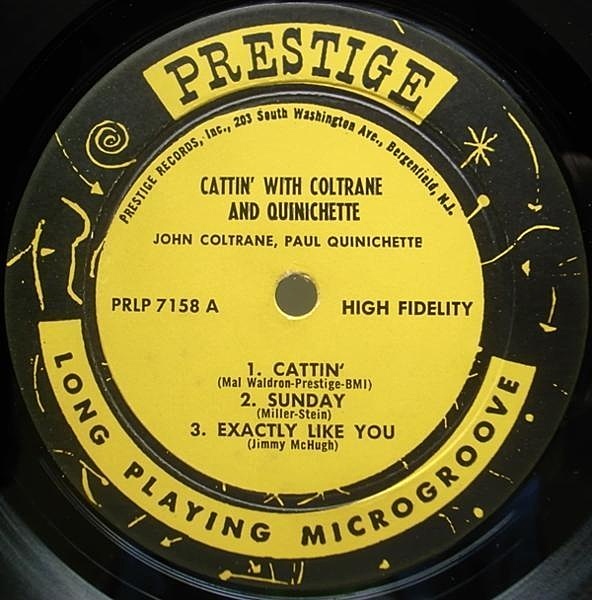 PRESTIGE
PRESTIGE RECORDS, Inc., 203 South Washington Ave., Bergenfield, N.J.
CATTIN' WITH COLTRANE
AND QUINICHETTE
JOHN COLTRANE, PAUL QUINICHETTE
PRLP 7158 A
HIGH FIDELITY
1. CATTIN'
(Mal Waldron-Prestige-BMI)
2. SUNDAY
(Miller-Stein)
3. EXACTLY LIKE YOU
(Jimmy McHugh)
LONG PLAYING MICROGROOVE